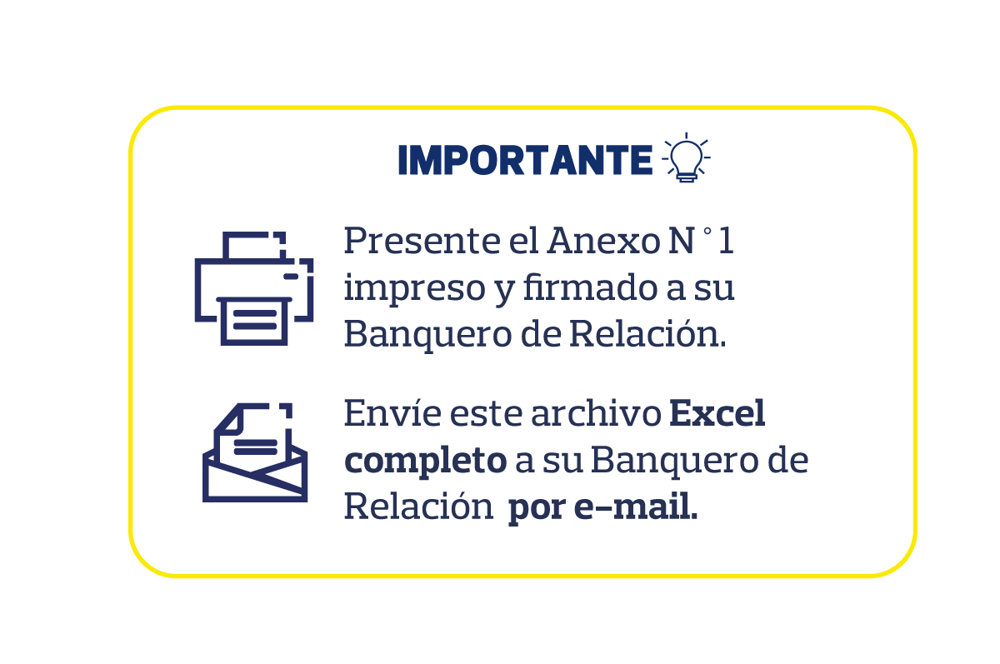 IMPORTANTE
Presente el Anexo N°1
impreso y firmado a su
Banquero de Relación.
Envíe este archivo Excel
completo a su Banquero de
Relación por e-mail.